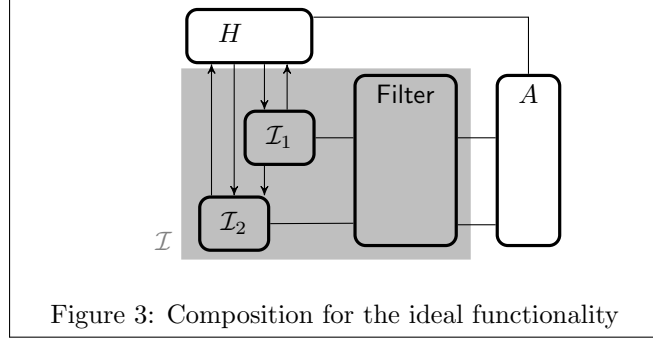 H
Filter
A
ℐ₁
ℐ₂
ℐ
Figure 3: Composition for the ideal functionality